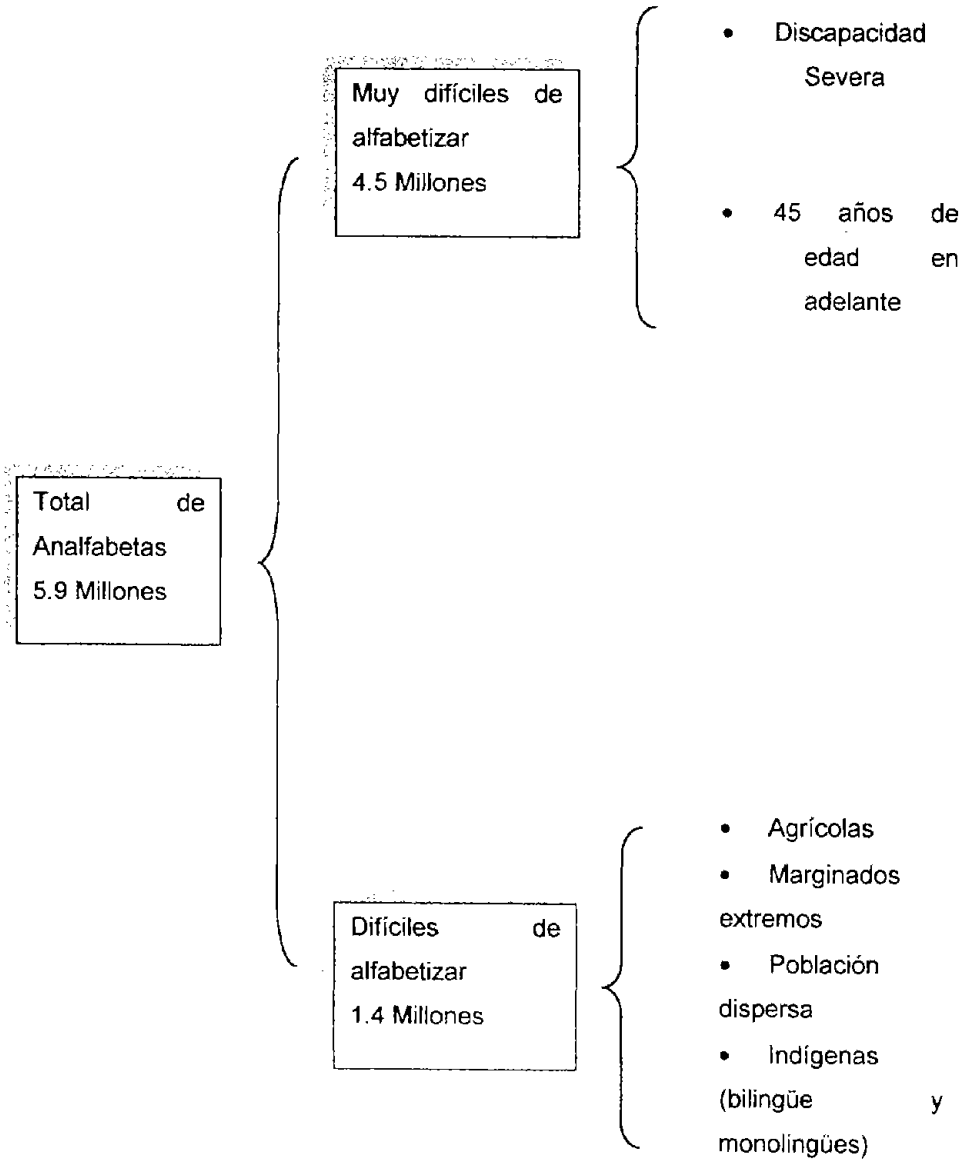 • Discapacidad
Severa
Muy difíciles de
alfabetizar
4.5 Millones
• 45 años de
edad en
adelante
Total de
Analfabetas
5.9 Millones
• Agrícolas
• Marginados
extremos
• Población
dispersa
• Indígenas
(bilingüe y
monolingües)
Difíciles de
alfabetizar
1.4 Millones